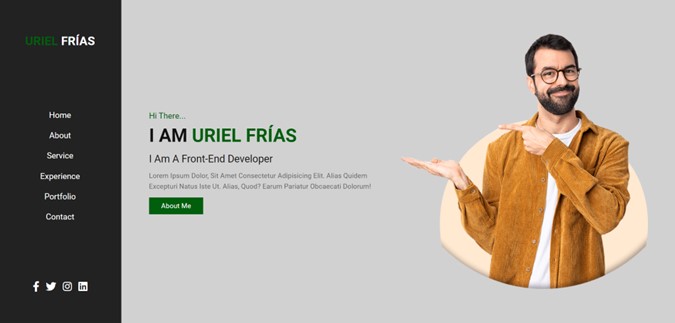 URIEL FRÍAS
Home
About
Service
Experience
Portfolio
Contact
Hi There...
I AM URIEL FRÍAS
I Am A Front-End Developer
Lorem Ipsum Dolor, Sit Amet Consectetur Adipisicing Elit. Alias Quidem
Excepturi Natus Iste Ut. Alias, Quod? Earum Pariatur Obcaecati Dolorum!
About Me